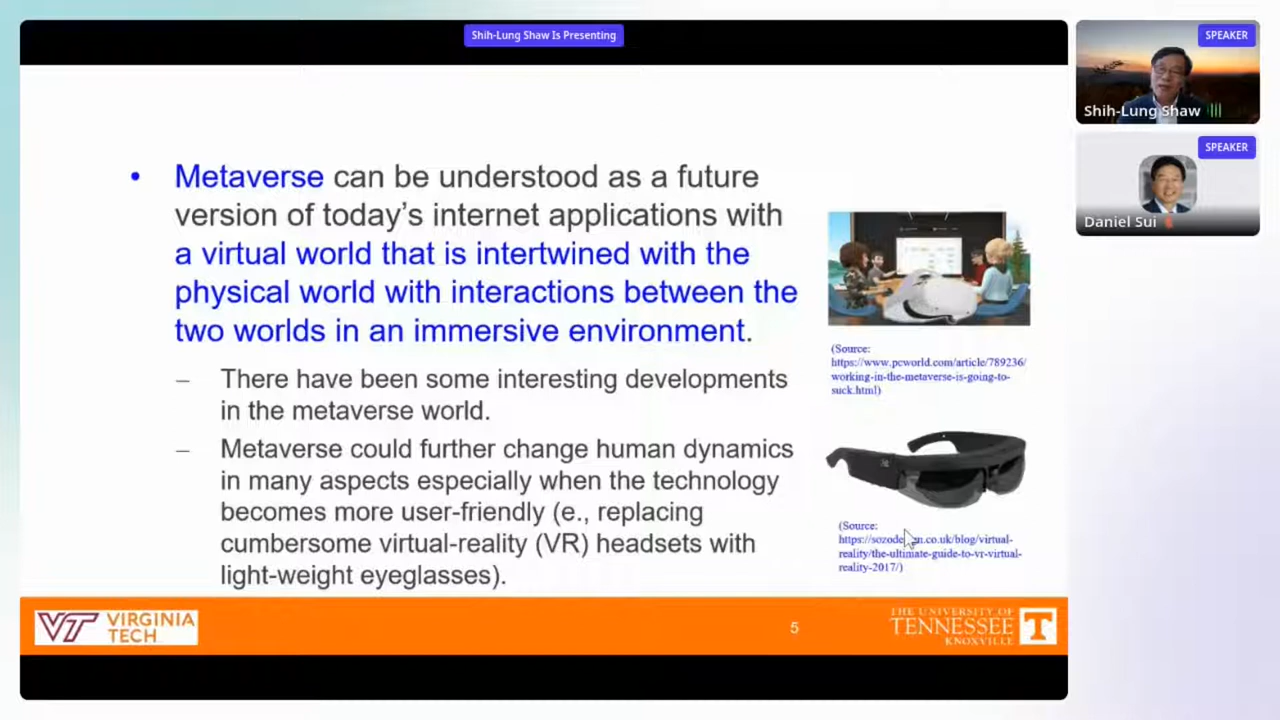 Shih-Lung Shaw Is Presenting
• Metaverse can be understood as a future
version of today's internet applications with
a virtual world that is intertwined with the
physical world with interactions between the
two worlds in an immersive environment.
– There have been some interesting developments
in the metaverse world.
– Metaverse could further change human dynamics
in many aspects especially when the technology
becomes more user-friendly (e., replacing
cumbersome virtual-reality (VR) headsets with
light-weight eyeglasses).
(Source:
https://www.pcworld.com/article/789236/
working-in-the-metaverse-is-going-to-
suck.html)
(Source:
reality/the-ultimate-guide-to-vr-virtual-
reality-2017/)
VT VIRGINIA
TECH
5
THE UNIVERSITY OF
TENNESSEE
KNOXVILLE
T
SPEAKER
Shih-Lung Shaw
SPEAKER
Daniel Sui